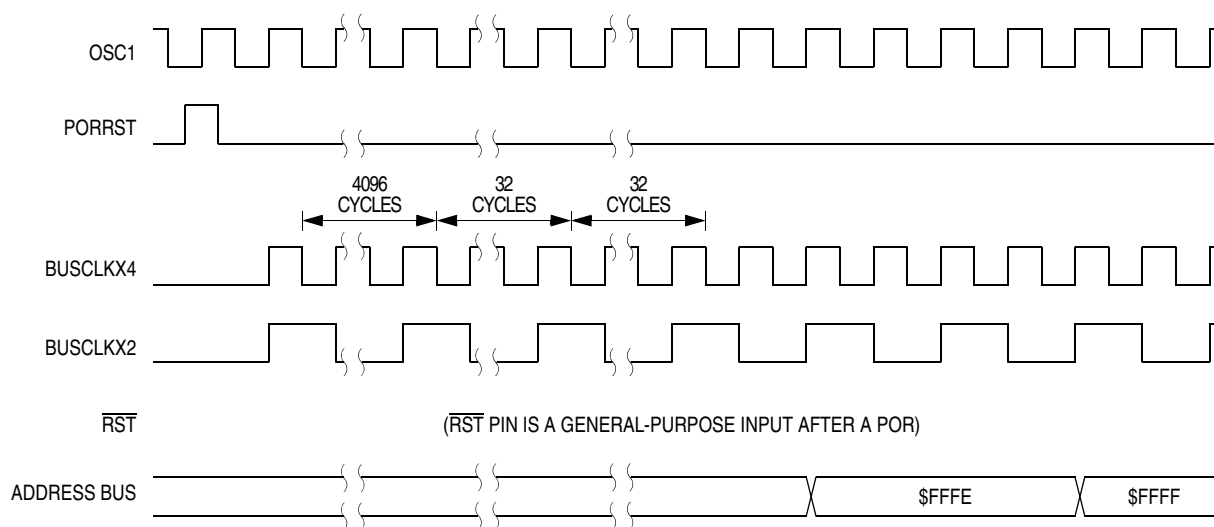 OSC1
PORRST
4096
CYCLES
32
CYCLES
32
CYCLES
BUSCLKX4
BUSCLKX2
RST
(RST PIN IS A GENERAL-PURPOSE INPUT AFTER A POR)
ADDRESS BUS
$FFFE
$FFFF